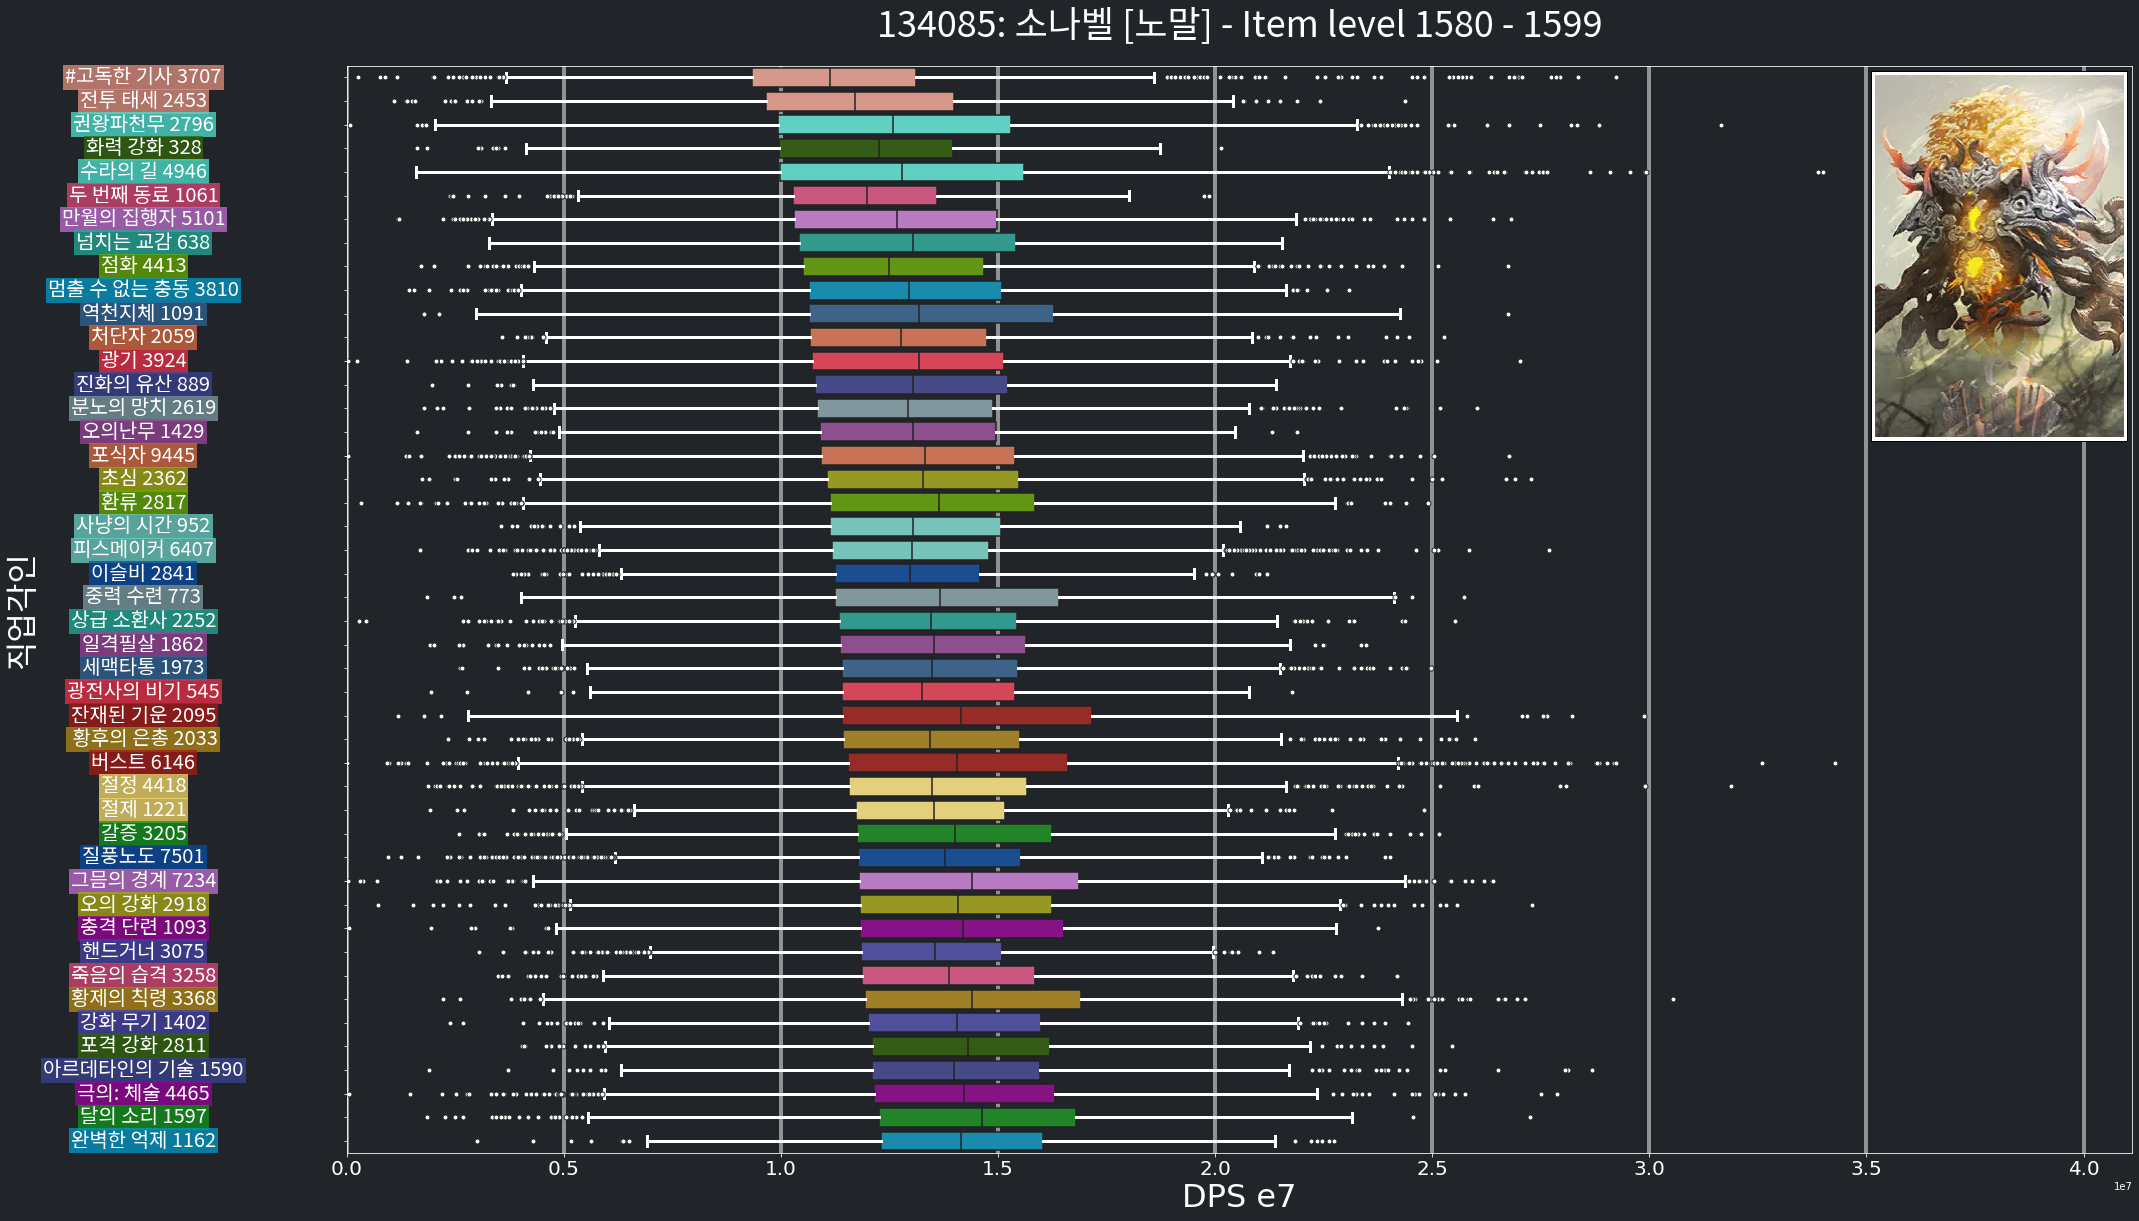 134085: 소나벨 [노말] - Item level 1580 - 1599
직업각인
#고독한 기사 3707
전투 태세 2453
권왕파천무 2796
화력 강화 328
수라의 길 4946
두 번째 동료 1061
만월의 집행자 5101
넘치는 교감 638
점화 4413
멈출 수 없는 충동 3810
역천지체 1091
처단자 2059
광기 3924
진화의 유산 889
분노의 망치 2619
오의난무 1429
포식자 9445
초심 2362
환류 2817
사냥의 시간 952
피스메이커 6407
이슬비 2841
중력 수련 773
상급 소환사 2252
일격필살 1862
세맥타통 1973
광전사의 비기 545
잔재된 기운 2095
황후의 은총 2033
버스트 6146
절정 4418
절제 1221
갈증 3205
질풍노도 7501
그믐의 경계 7234
오의 강화 2918
충격 단련 1093
핸드거너 3075
죽음의 습격 3258
황제의 칙령 3368
강화 무기 1402
포격 강화 2811
아르데타인의 기술 1590
극의: 체술 4465
달의 소리 1597
완벽한 억제 1162
0.0 0.5 1.0 1.5 2.0 2.5 3.0 3.5 4.0
1e7
DPS e7